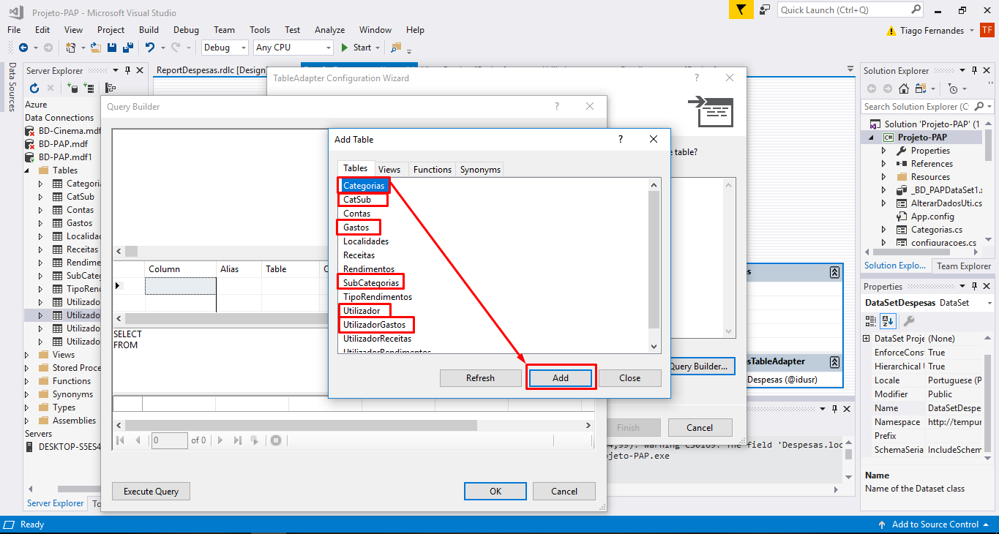 Projeto-PAP - Microsoft Visual Studio
Quick Launch (Ctrl+Q)
File Edit View Project Build Debug Team Tools Test Analyze Window Help
Tiago Fernandes TF
Debug Any CPU Start
Data Sources
Server Explorer
Azure
Data Connections
BD-Cinema.mdf
BD-PAP.mdf
BD-PAP.mdf1
Tables
Categori
CatSub
Contas
Gastos
Localidad
Receitas
Rendime
SubCateg
TipoRend
Utilizado
Utilizado
Utilizado
Utilizado
Views
Stored Proce
Functions
Synonyms
Types
Assemblies
Servers
DESKTOP-S5ES4
Server Explorer To
ReportDespesas.rdlc [Design]
TableAdapter Configuration Wizard
?
e table?
Query Builder...
Finish Cancel
Query Builder
?
Column Alias Table
SELECT
FROM
0 of 0
Execute Query OK Cancel
Add Table
?
Tables Views Functions Synonyms
Categorias
CatSub
Contas
Gastos
Localidades
Receitas
Rendimentos
SubCategorias
TipoRendimentos
Utilizador
UtilizadorGastos
UtilizadorReceitas
UtilizadorRendimentos
Refresh Add Close
s
sTableAdapter
Despesas (@idusr)
4,99): warning CS0169: The field 'Despesas.loc
jeto-PAP.exe
Solution Explorer
Search Solution Explorer (C
Solution 'Projeto-PAP' (1
Projeto-PAP
Properties
References
Resources
_BD_PAPDataSet1.x
AlterarDadosUti.cs
App.config
Categorias.cs
configuracoes.cs
Solution Explo... Team Explorer
Properties
DataSetDespesas DataSet
DataSet Proje (None)
EnforceConst True
Hierarchical U True
Locale Portuguese (P
Modifier Public
Name DataSetDespe
Namespace http://tempur
Prefix
SchemaSeria IncludeSchem
Name
Name of the Dataset class
Ready
Add to Source Control